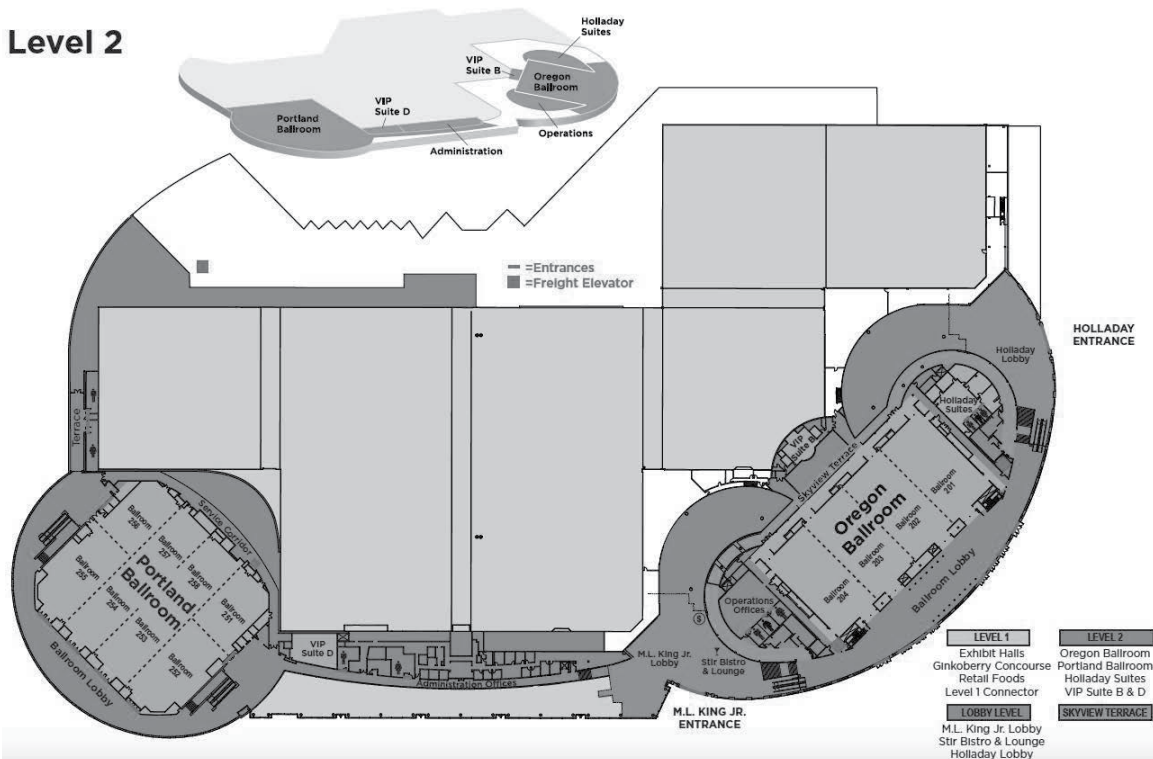 Level 2
Holladay
Suites
VIP
Suite B
Oregon
Ballroom
VIP
Suite D
Portland
Ballroom
Operations
Administration
=Entrances
=Freight Elevator
HOLLADAY
ENTRANCE
Holladay
Lobby
Holladay
Suites
VIP
Suite B
Skyview Terrace
Terrace
Oregon
Ballroom
Ballroom
201
Ballroom
202
Ballroom
203
Ballroom
204
Ballroom Lobby
Service Corridor
Portland
Ballroom
Ballroom
256
Ballroom
257
Ballroom
258
Ballroom
251
Ballroom
255
Ballroom
254
Ballroom
253
Ballroom
252
Ballroom Lobby
Operations
Offices
$
VIP
Suite D
Administration Offices
M.L. King Jr.
Lobby
Stir Bistro
& Lounge
M.L. KING JR.
ENTRANCE
LEVEL 1
Exhibit Halls
Ginkoberry Concourse
Retail Foods
Level 1 Connector
LEVEL 2
Oregon Ballroom
Portland Ballroom
Holladay Suites
VIP Suite B & D
LOBBY LEVEL
M.L. King Jr. Lobby
Stir Bistro & Lounge
Holladay Lobby
SKYVIEW TERRACE